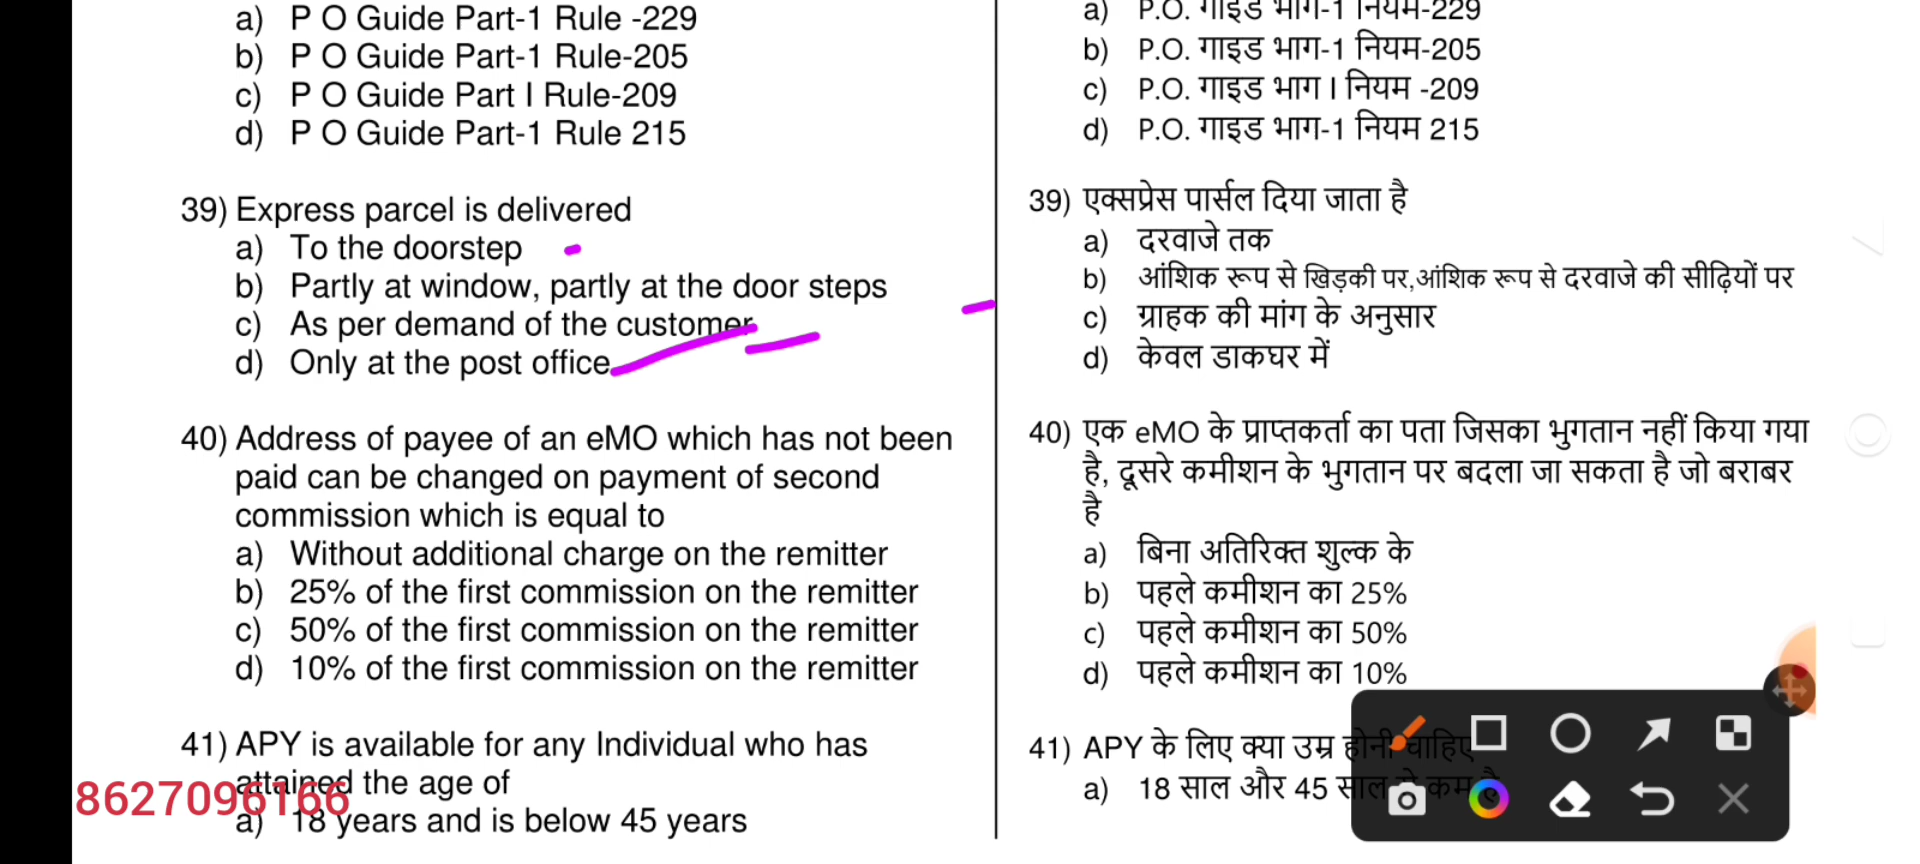 a) P O Guide Part-1 Rule -229
b) P O Guide Part-1 Rule-205
c) P O Guide Part I Rule-209
d) P O Guide Part-1 Rule 215
39) Express parcel is delivered
a) To the doorstep
b) Partly at window, partly at the door steps
c) As per demand of the customer
d) Only at the post office
40) Address of payee of an eMO which has not been
paid can be changed on payment of second
commission which is equal to
a) Without additional charge on the remitter
b) 25% of the first commission on the remitter
c) 50% of the first commission on the remitter
d) 10% of the first commission on the remitter
41) APY is available for any Individual who has
attained the age of
a) 18 years and is below 45 years
8627096166
a) P.O. गाइड भाग-1 नियम-229
b) P.O. गाइड भाग-1 नियम-205
c) P.O. गाइड भाग I नियम -209
d) P.O. गाइड भाग-1 नियम 215
39) एक्सप्रेस पार्सल दिया जाता है
a) दरवाजे तक
b) आंशिक रूप से खिड़की पर,आंशिक रूप से दरवाजे की सीढ़ियों पर
c) ग्राहक की मांग के अनुसार
d) केवल डाकघर में
40) एक eMO के प्राप्तकर्ता का पता जिसका भुगतान नहीं किया गया
है, दूसरे कमीशन के भुगतान पर बदला जा सकता है जो बराबर
है
a) बिना अतिरिक्त शुल्क के
b) पहले कमीशन का 25%
c) पहले कमीशन का 50%
d) पहले कमीशन का 10%
41) APY के लिए क्या उम्र होनी चाहिए
a) 18 साल और 45 साल से कम है